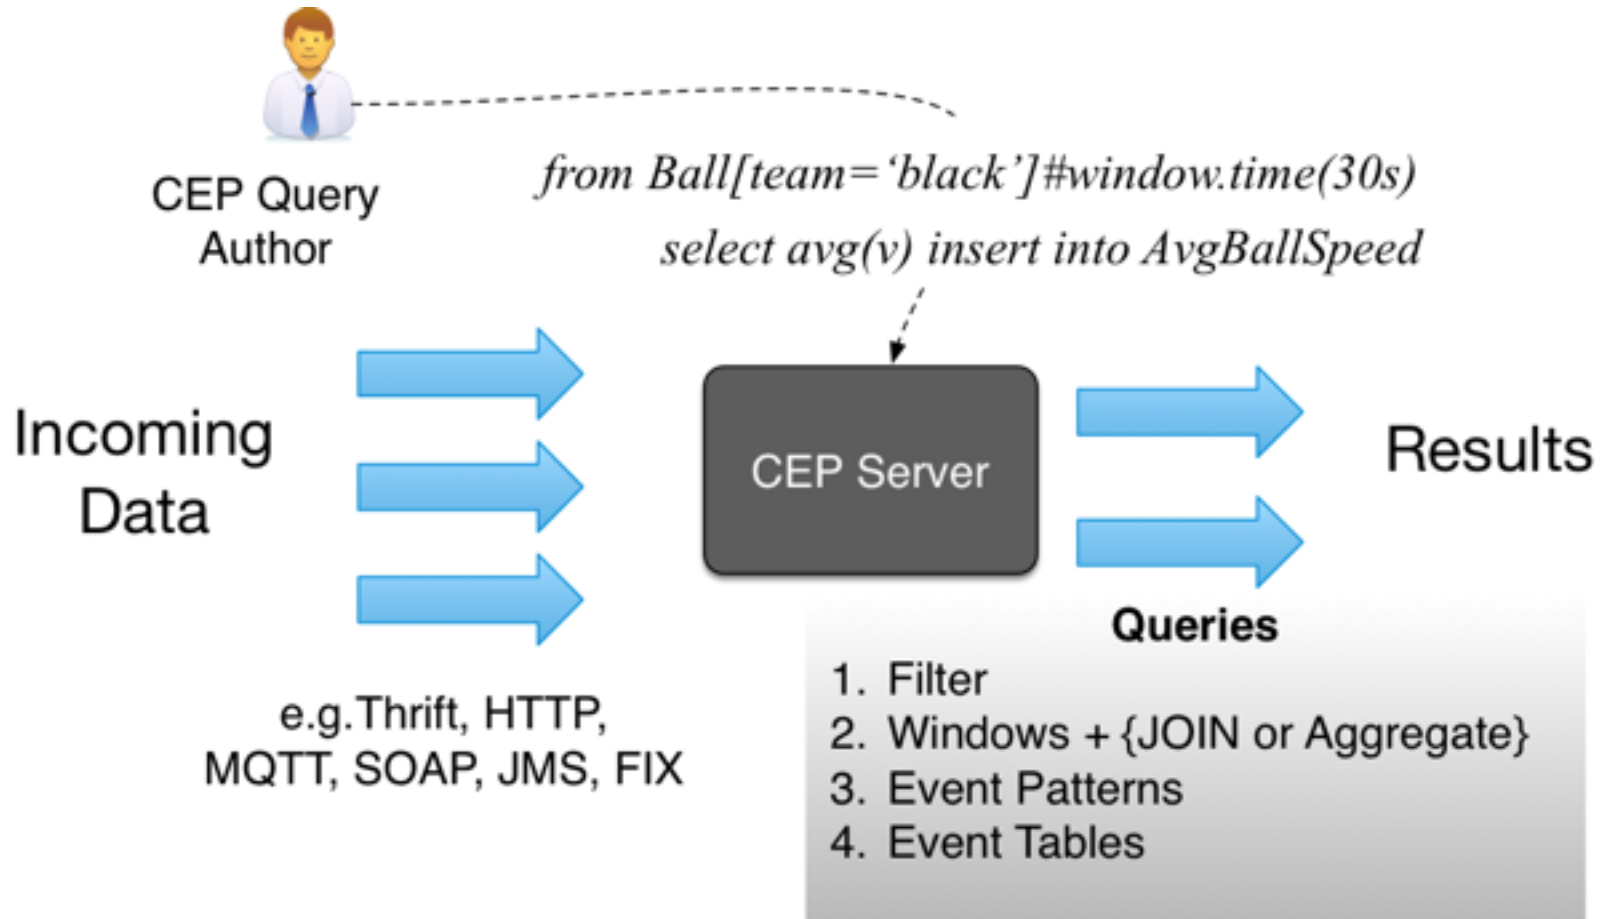 CEP Query
Author
from Ball[team=‘black’]#window.time(30s)
select avg(v) insert into AvgBallSpeed
Incoming
Data
CEP Server
Results
e.g.Thrift, HTTP,
MQTT, SOAP, JMS, FIX
Queries
1. Filter
2. Windows + {JOIN or Aggregate}
3. Event Patterns
4. Event Tables